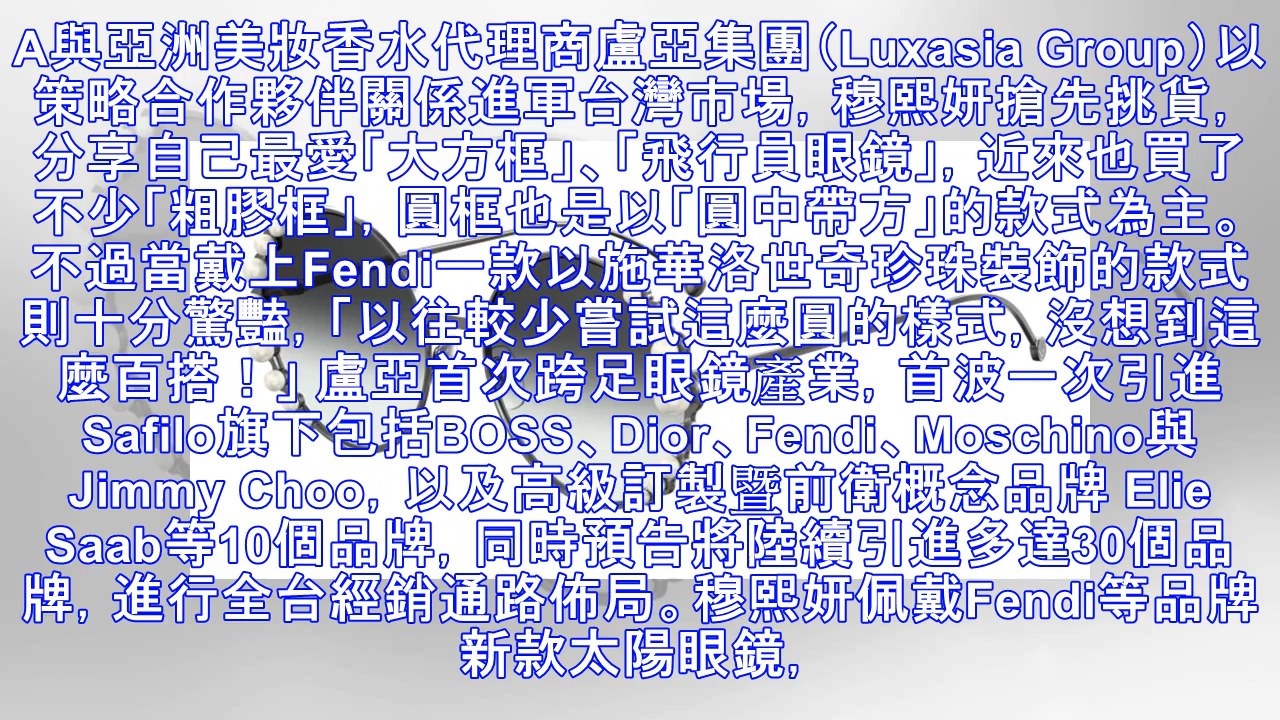 A與亞洲美妝香水代理商盧亞集團（Luxasia Group）以
策略合作夥伴關係進軍台灣市場，穆熙妍搶先挑貨，
分享自己最愛「大方框」、「飛行員眼鏡」，近來也買了
不少「粗膠框」，圓框也是以「圓中帶方」的款式為主。
不過當戴上Fendi一款以施華洛世奇珍珠裝飾的款式
則十分驚豔，「以往較少嘗試這麼圓的樣式，沒想到這
麼百搭！」盧亞首次跨足眼鏡產業，首波一次引進
Safilo旗下包括BOSS、Dior、Fendi、Moschino與
Jimmy Choo，以及高級訂製暨前衛概念品牌 Elie
Saab等10個品牌，同時預告將陸續引進多達30個品
牌，進行全台經銷通路佈局。穆熙妍佩戴Fendi等品牌
新款太陽眼鏡，